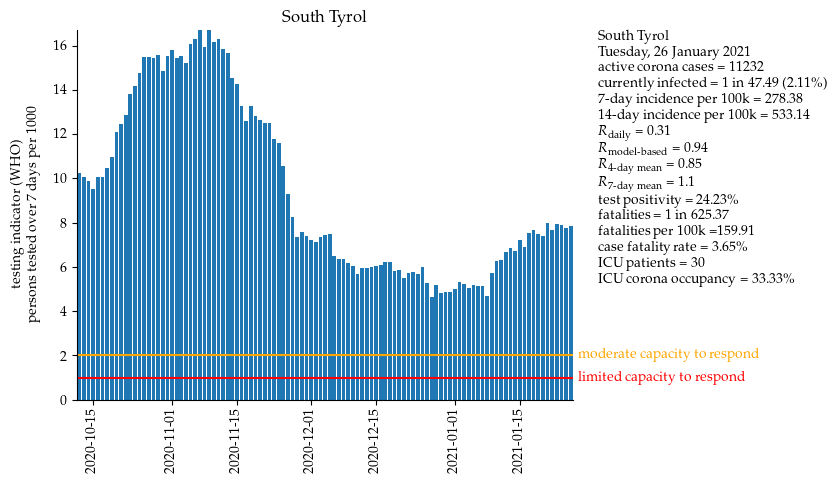 South Tyrol
testing indicator (WHO)
persons tested over 7 days per 1000
16
14
12
10
8
6
4
2
0
2020-10-15
2020-11-01
2020-11-15
2020-12-01
2020-12-15
2021-01-01
2021-01-15
moderate capacity to respond
limited capacity to respond
South Tyrol
Tuesday, 26 January 2021
active corona cases = 11232
currently infected = 1 in 47.49 (2.11%)
7-day incidence per 100k = 278.38
14-day incidence per 100k = 533.14
R daily = 0.31
R model-based = 0.94
R 4-day mean = 0.85
R 7-day mean = 1.1
test positivity = 24.23%
fatalities = 1 in 625.37
fatalities per 100k =159.91
case fatality rate = 3.65%
ICU patients = 30
ICU corona occupancy = 33.33%